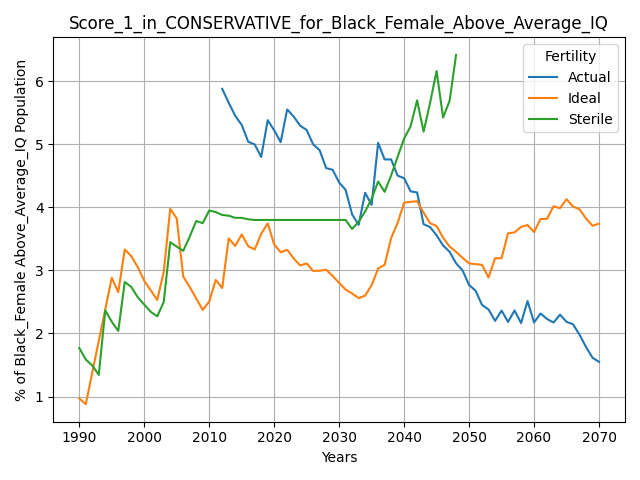 Score_1_in_CONSERVATIVE_for_Black_Female_Above_Average_IQ
% of Black_Female Above_Average_IQ Population
6
5
4
3
2
1
Fertility
Actual
Ideal
Sterile
1990 2000 2010 2020 2030 2040 2050 2060 2070
Years